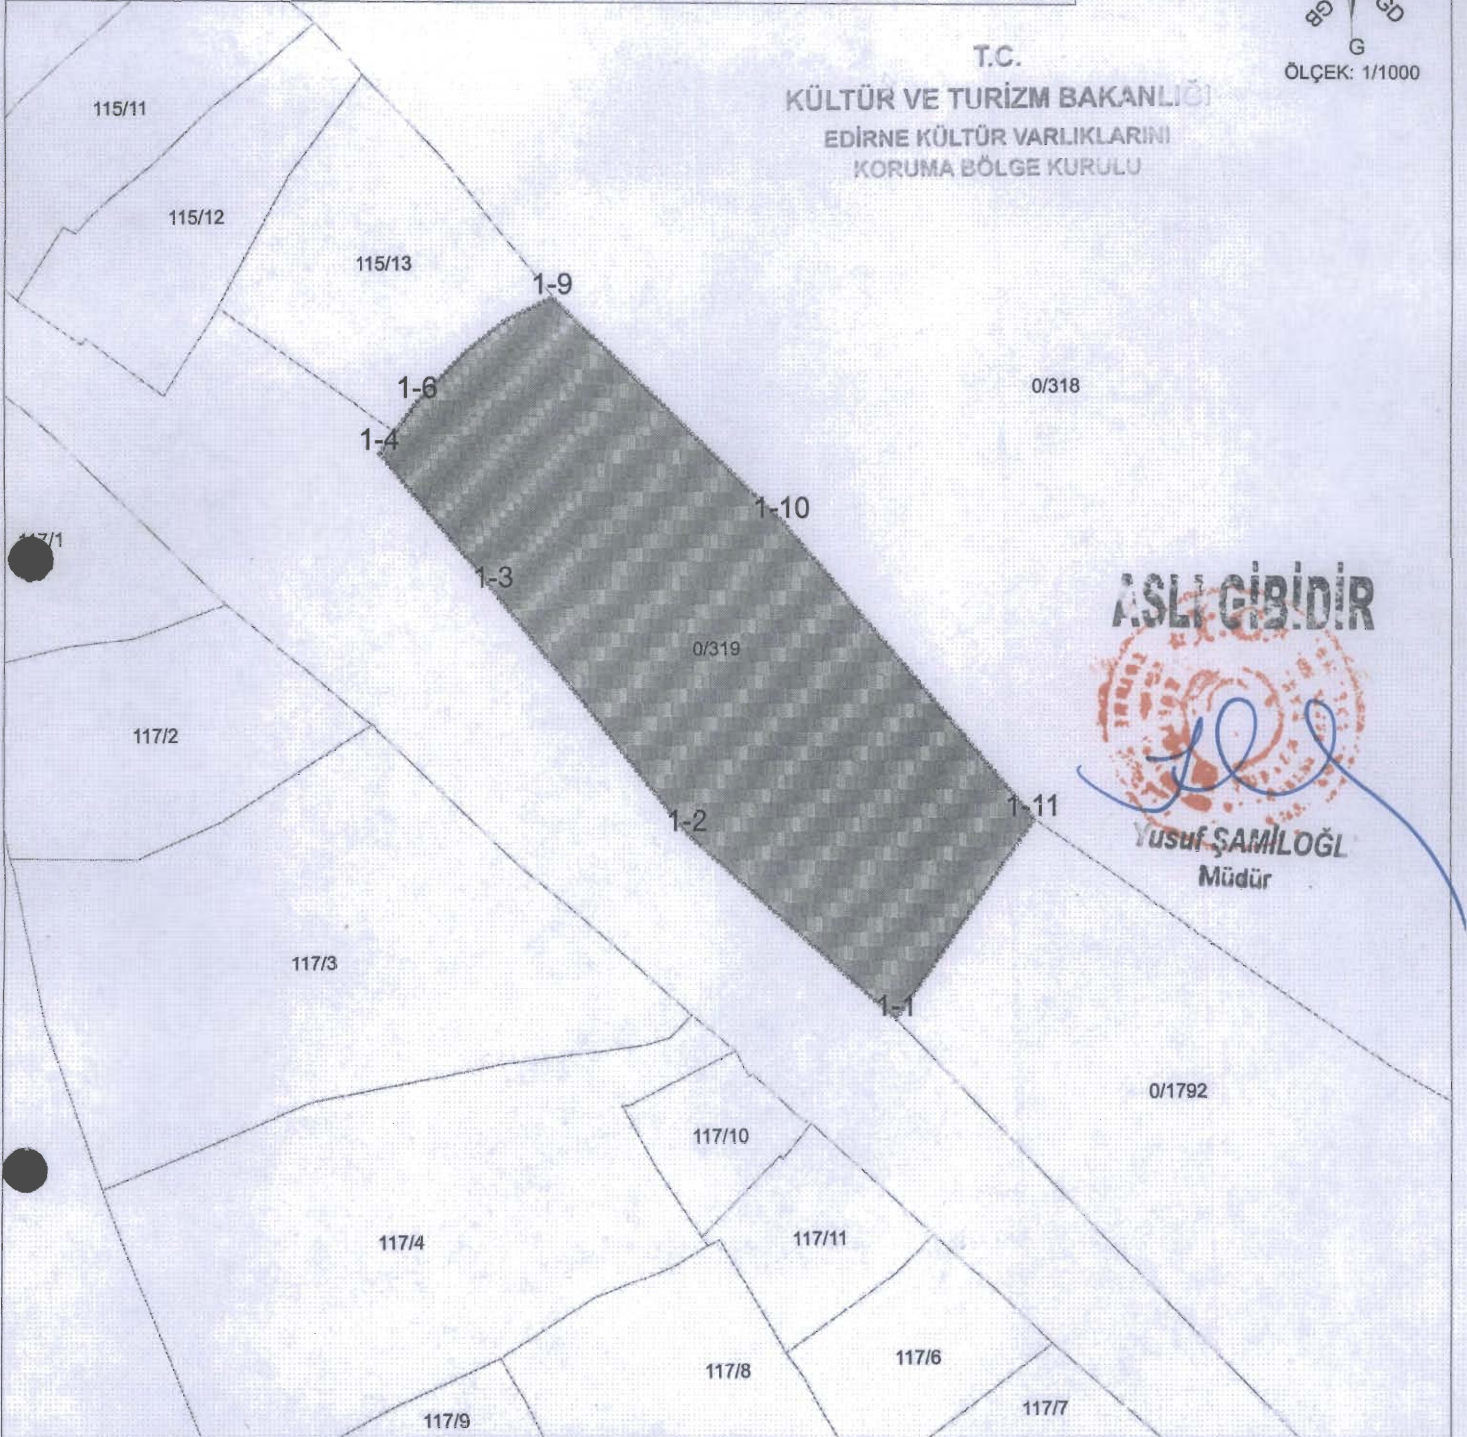 GB GD
G
ÖLÇEK: 1/1000
T.C.
KÜLTÜR VE TURİZM BAKANLIĞI
EDİRNE KÜLTÜR VARLIKLARINI
KORUMA BÖLGE KURULU
115/11
115/12
115/13
1-9
1-6
0/318
1-4
1-10
117/1
1-3
ASLI GİBİDİR
0/319
117/2
1-2
1-11
Yusuf ŞAMİLOĞL
Müdür
117/3
1-1
0/1792
117/10
117/4
117/11
117/6
117/8
117/7
117/9